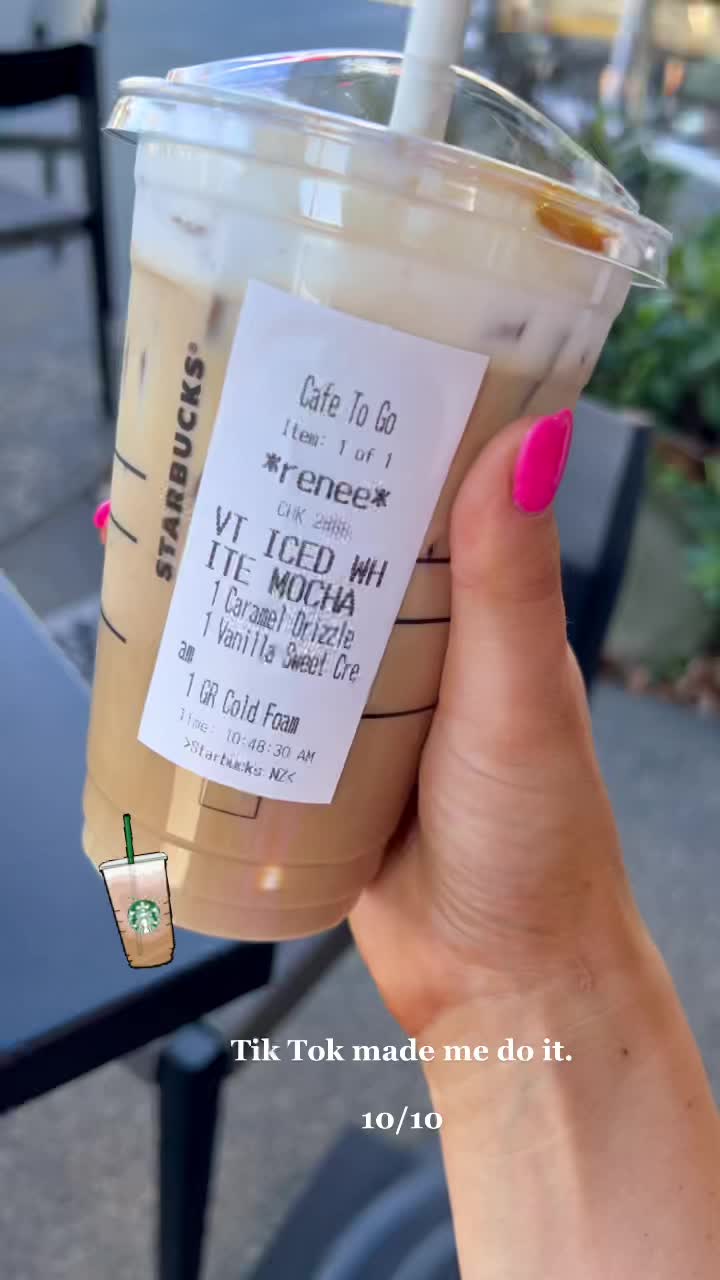 STARBUCKS®
Cafe To Go
Item: 1 of 1
*renee*
CHK
VT ICED WH
ITE MOCHA
1 Caramel Drizzle
1 Vanilla Sweet Cre
am
1 GR Cold Foam
Time: 10:48:30 AM
>Starbucks NZ<
Tik Tok made me do it.
10/10